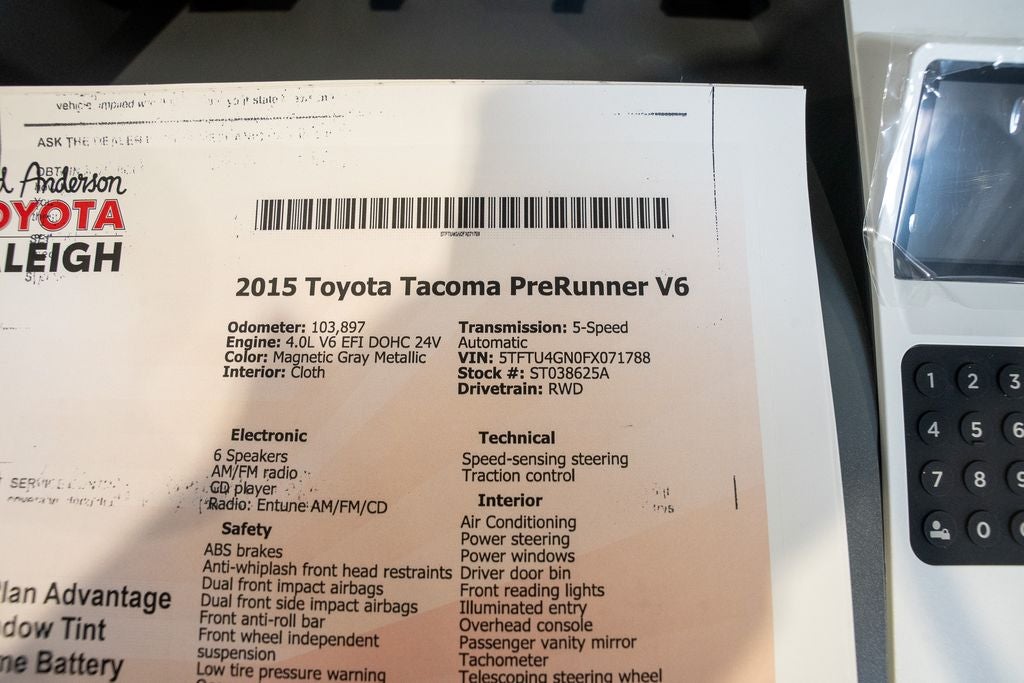 ASK THE DEALER
Anderson
TOYOTA
LEIGH
2015 Toyota Tacoma PreRunner V6
Odometer: 103,897
Engine: 4.0L V6 EFI DOHC 24V
Color: Magnetic Gray Metallic
Interior: Cloth
Transmission: 5-Speed
Automatic
VIN: 5TFTU4GN0FX071788
Stock #: ST038625A
Drivetrain: RWD
Electronic
6 Speakers
AM/FM radio
CD player
Radio: Entune AM/FM/CD
Safety
ABS brakes
Anti-whiplash front head restraints
Dual front impact airbags
Dual front side impact airbags
Front anti-roll bar
Front wheel independent
suspension
Low tire pressure warning
Technical
Speed-sensing steering
Traction control
Interior
Air Conditioning
Power steering
Power windows
Driver door bin
Front reading lights
Illuminated entry
Overhead console
Passenger vanity mirror
Tachometer
Telescoping steering wheel
lan Advantage
dow Tint
me Battery
1 2 3
4 5 6
7 8 9
0